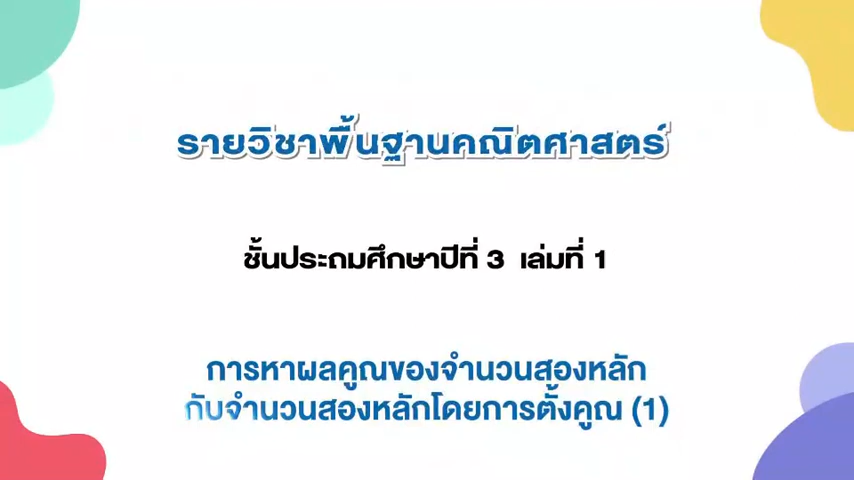 รายวิชาพื้นฐานคณิตศาสตร์
ชั้นประถมศึกษาปีที่ 3 เล่มที่ 1
การหาผลคูณของจำนวนสองหลัก
กับจำนวนสองหลักโดยการตั้งคูณ (1)